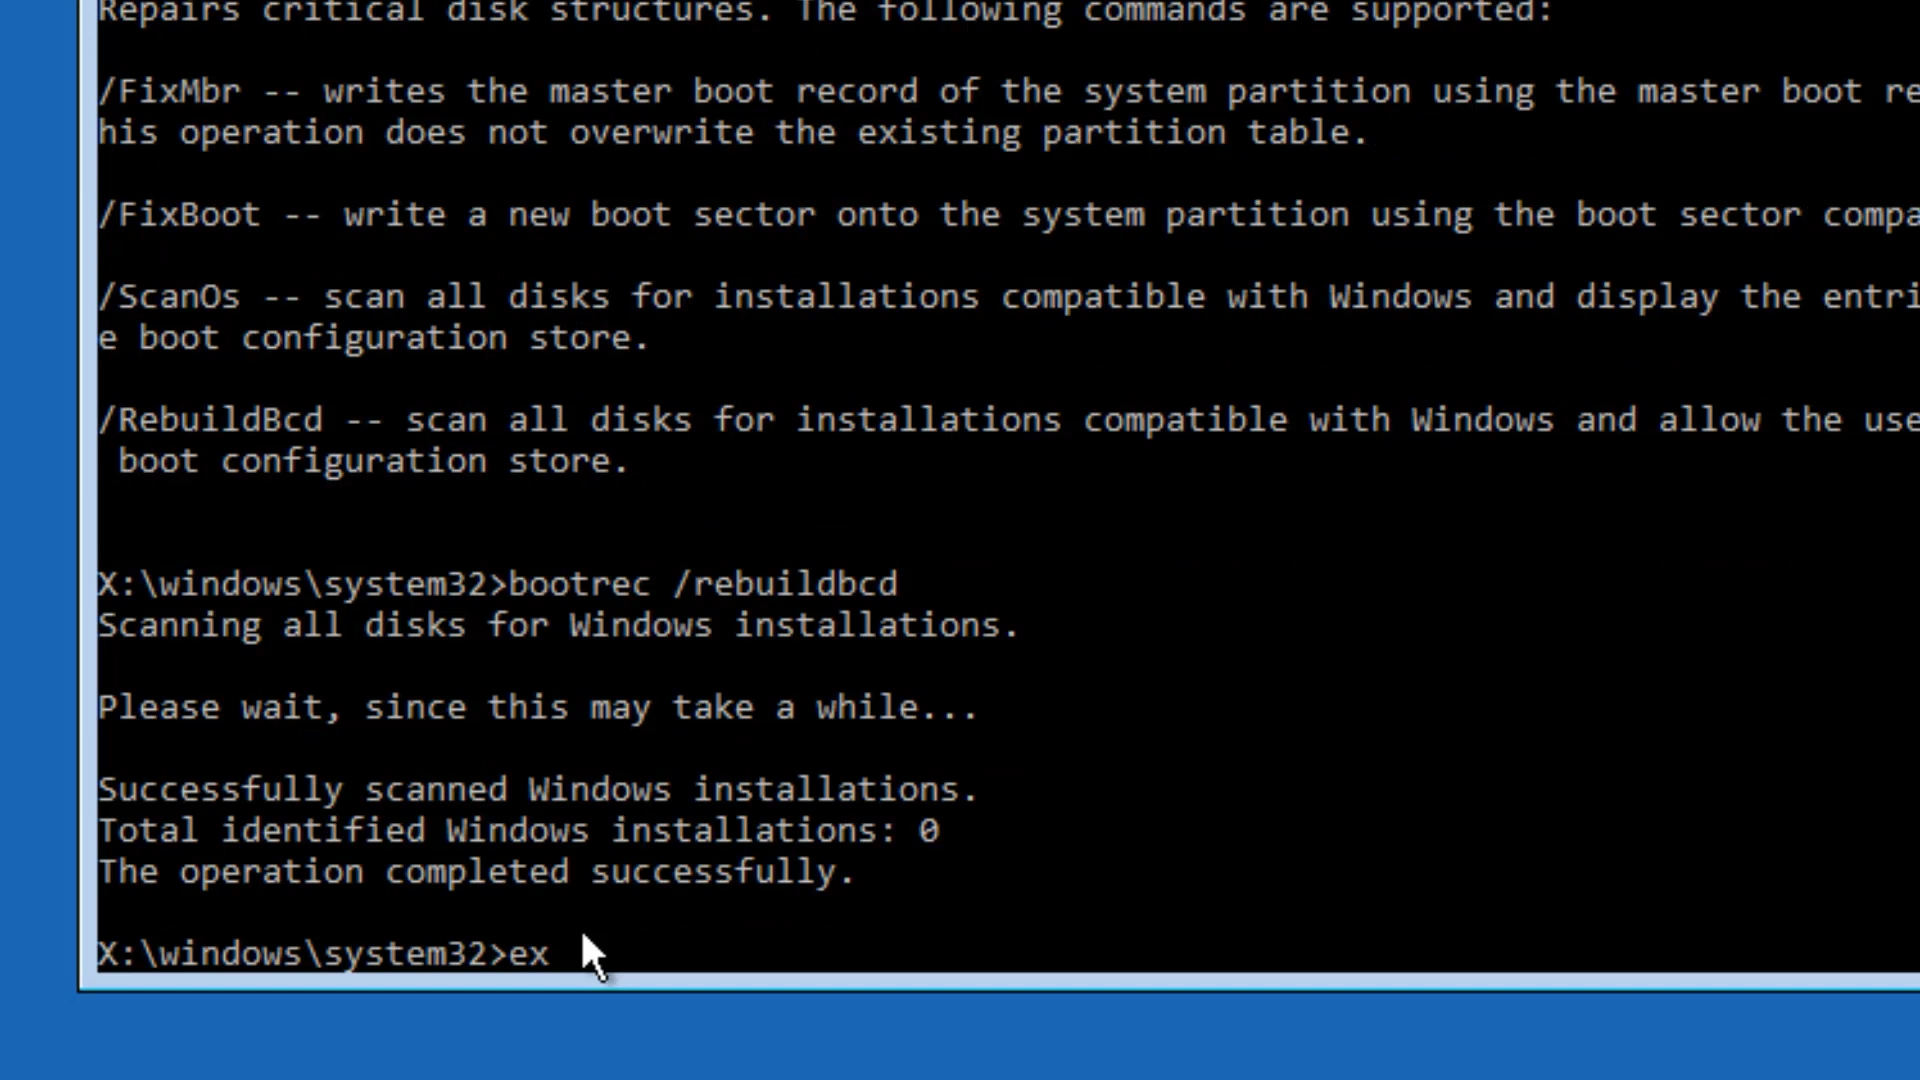 Repairs critical disk structures. The following commands are supported:
/FixMbr -- writes the master boot record of the system partition using the master boot re
his operation does not overwrite the existing partition table.
/FixBoot -- write a new boot sector onto the system partition using the boot sector compa
/ScanOs -- scan all disks for installations compatible with Windows and display the entri
e boot configuration store.
/RebuildBcd -- scan all disks for installations compatible with Windows and allow the use
boot configuration store.
X:\windows\system32>bootrec /rebuildbcd
Scanning all disks for Windows installations.
Please wait, since this may take a while...
Successfully scanned Windows installations.
Total identified Windows installations: 0
The operation completed successfully.
X:\windows\system32>ex